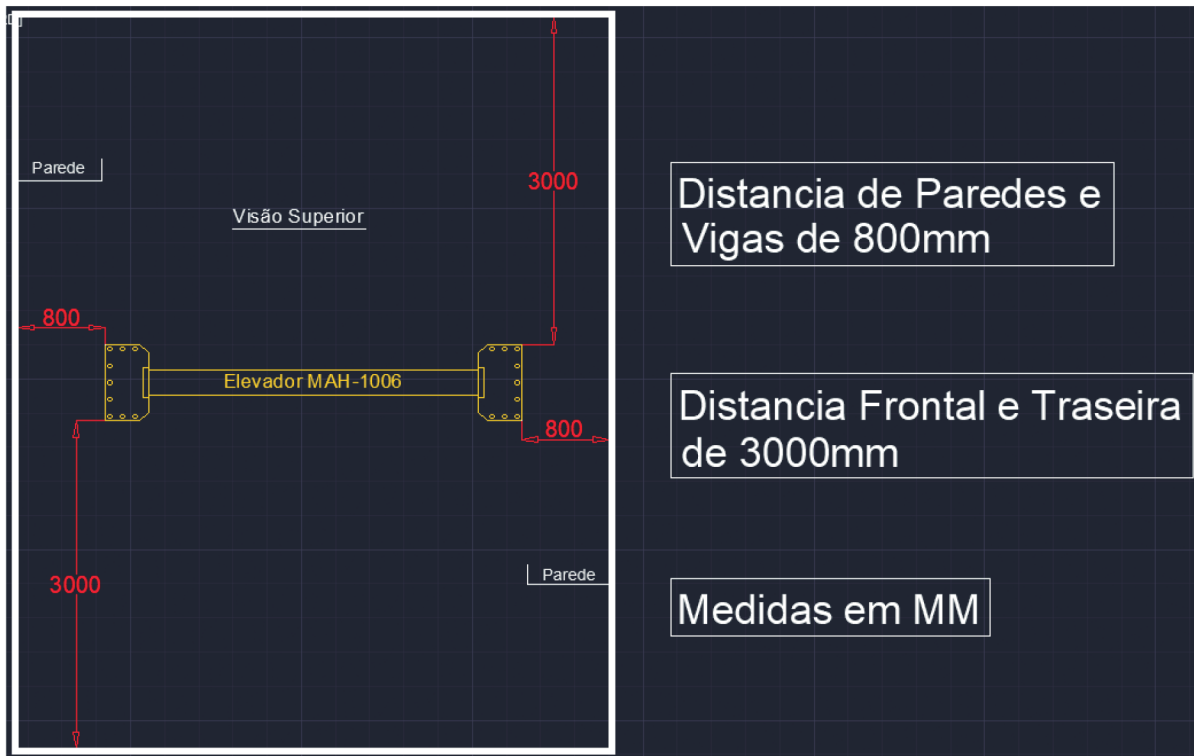 3000
Parede
Visão Superior
800
Elevador MAH-1006
800
3000
Parede
Distancia de Paredes e
Vigas de 800mm
Distancia Frontal e Traseira
de 3000mm
Medidas em MM